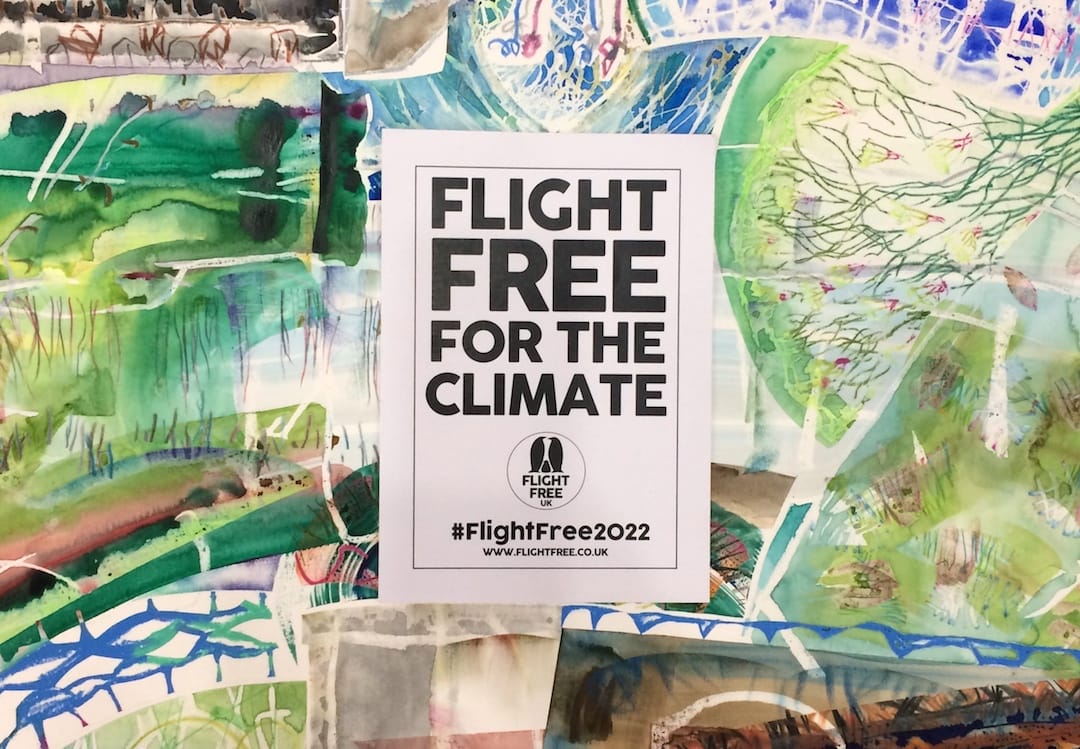 FLIGHT
FREE
FOR THE
CLIMATE
FLIGHT
FREE
UK
#FlightFree2022
WWW.FLIGHTFREE.CO.UK